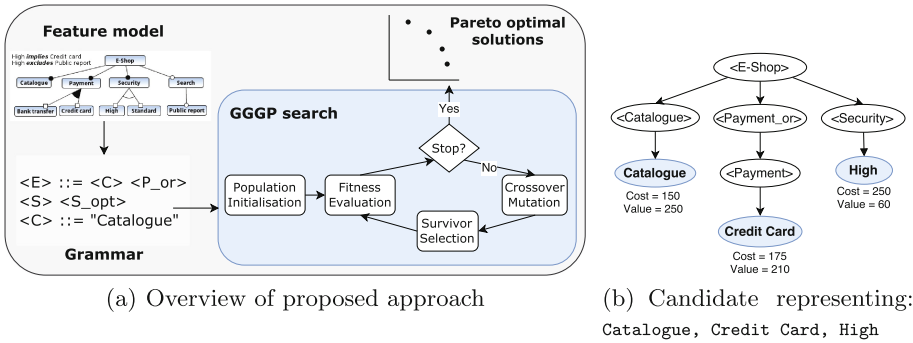 Feature model
High implies Credit card
High excludes Public report
E-Shop
Catalogue
Payment
Security
Search
Bank transfer
Credit card
High
Standard
Public report
<E> ::= <C> <P_or>
<S> <S_opt>
<C> ::= "Catalogue"
Grammar
Pareto optimal
solutions
GGGP search
Yes
Stop?
No
Population
Initialisation
Fitness
Evaluation
Crossover
Mutation
Survivor
Selection
(a) Overview of proposed approach
<E-Shop>
<Catalogue>
<Payment_or>
<Security>
Catalogue
Cost = 150
Value = 250
<Payment>
High
Cost = 250
Value = 60
Credit Card
Cost = 175
Value = 210
(b) Candidate representing:
Catalogue, Credit Card, High